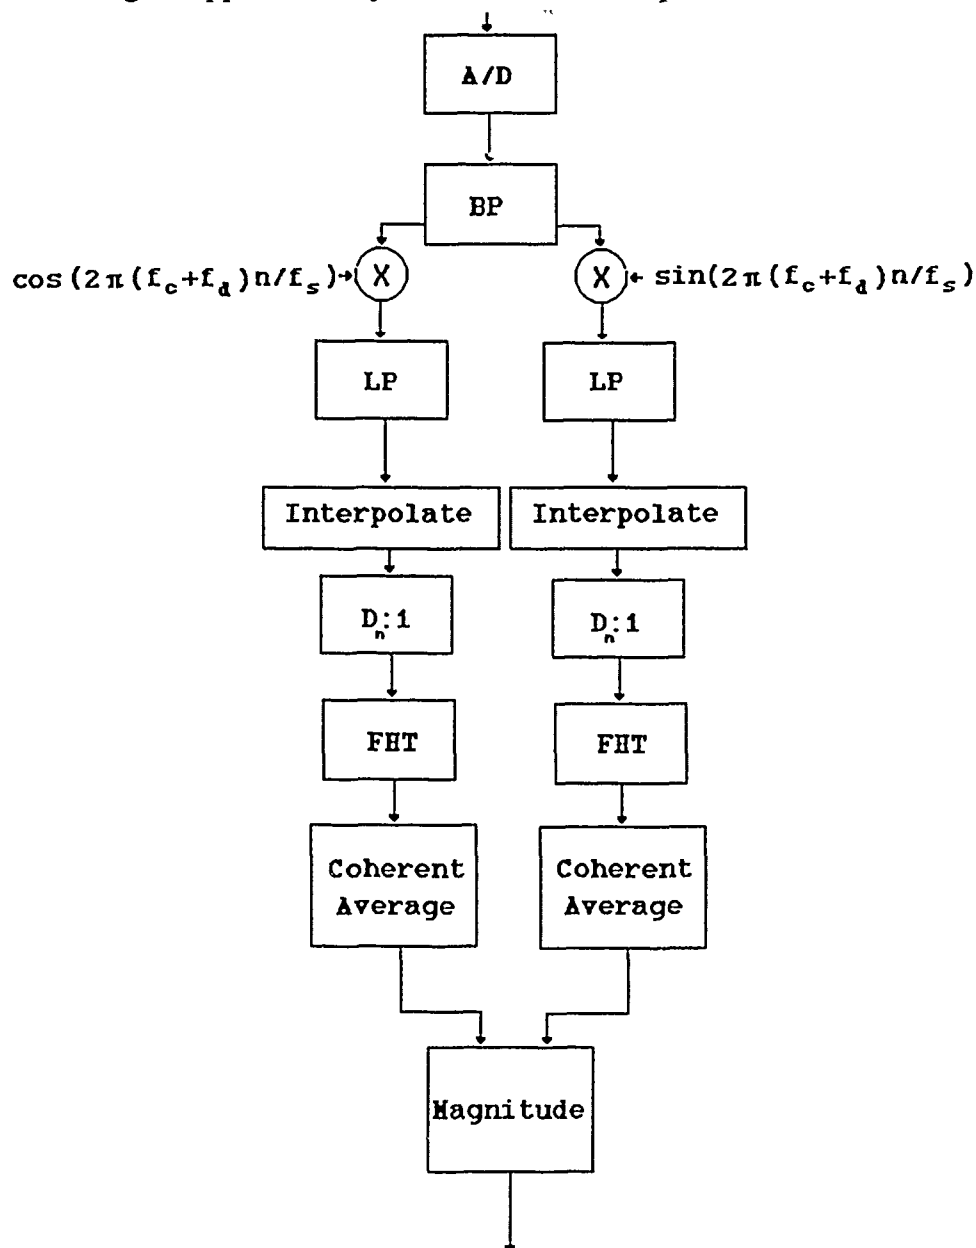 A/D
BP
cos(2π(f_c+f_d)n/f_s)
X
X
sin(2π(f_c+f_d)n/f_s)
LP
LP
Interpolate
Interpolate
D_n:1
D_n:1
FHT
FHT
Coherent
Average
Coherent
Average
Magnitude